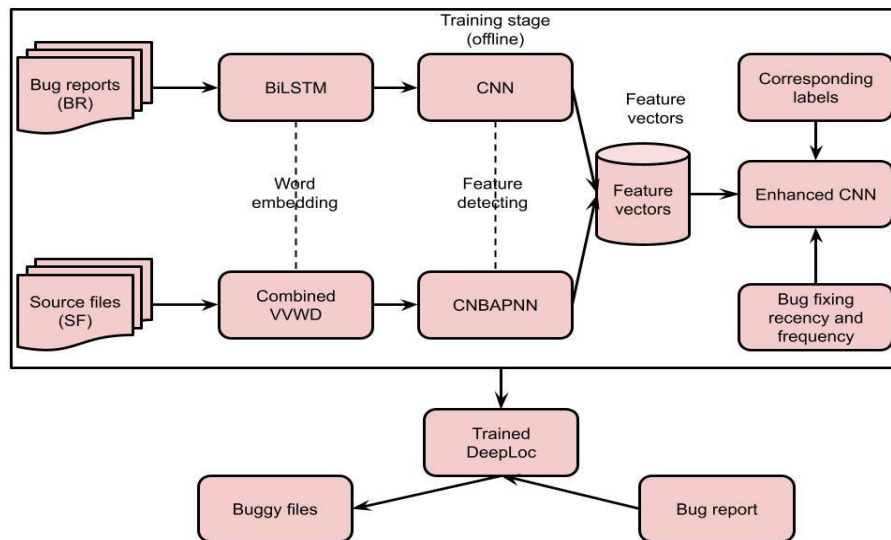 Training stage
(offline)
Bug reports
(BR)
BiLSTM
CNN
Feature
vectors
Corresponding
labels
Word
embedding
Feature
detecting
Feature
vectors
Enhanced CNN
Source files
(SF)
Combined
VVWD
CNBAPNN
Bug fixing
recency and
frequency
Trained
DeepLoc
Buggy files
Bug report